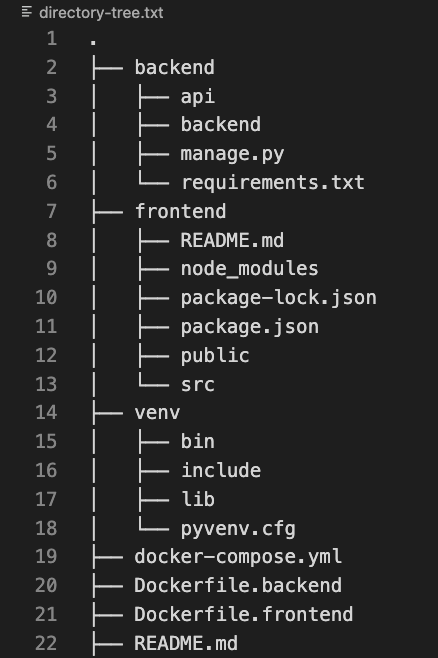 directory-tree.txt
1 .
2 ├── backend
3 │   ├── api
4 │   ├── backend
5 │   ├── manage.py
6 │   └── requirements.txt
7 ├── frontend
8 │   ├── README.md
9 │   ├── node_modules
10 │   ├── package-lock.json
11 │   ├── package.json
12 │   ├── public
13 │   └── src
14 ├── venv
15 │   ├── bin
16 │   ├── include
17 │   ├── lib
18 │   └── pyvenv.cfg
19 ├── docker-compose.yml
20 ├── Dockerfile.backend
21 ├── Dockerfile.frontend
22 ├── README.md